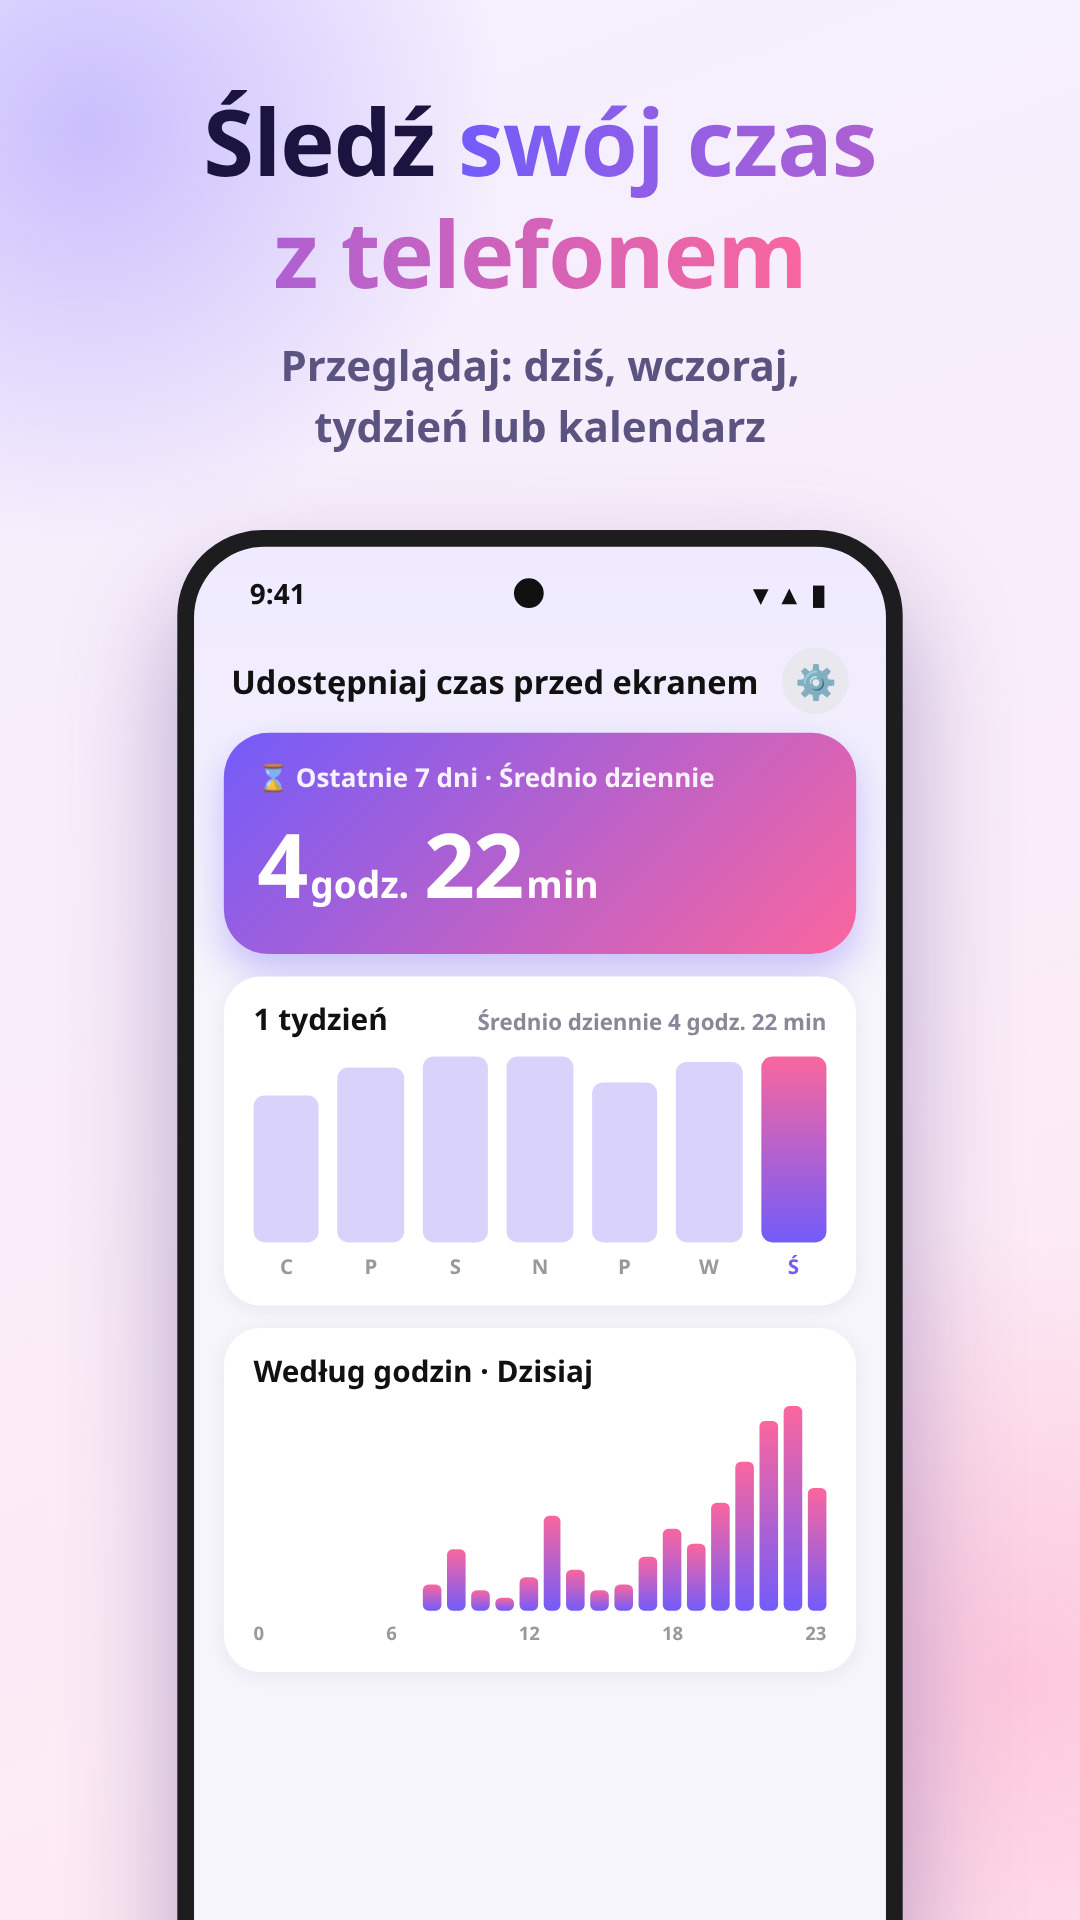 Śledź swój czas
z telefonem
Przeglądaj: dziś, wczoraj,
tydzień lub kalendarz
9:41
Udostępniaj czas przed ekranem
Ostatnie 7 dni · Średnio dziennie
4godz. 22min
1 tydzień
Średnio dziennie 4 godz. 22 min
C P S N P W Ś
Według godzin · Dzisiaj
0 6 12 18 23